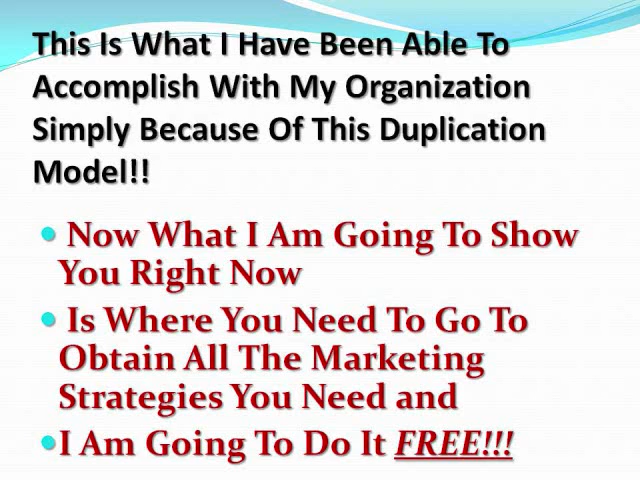 This Is What I Have Been Able To
Accomplish With My Organization
Simply Because Of This Duplication
Model!!
• Now What I Am Going To Show
You Right Now
• Is Where You Need To Go To
Obtain All The Marketing
Strategies You Need and
•I Am Going To Do It FREE!!!